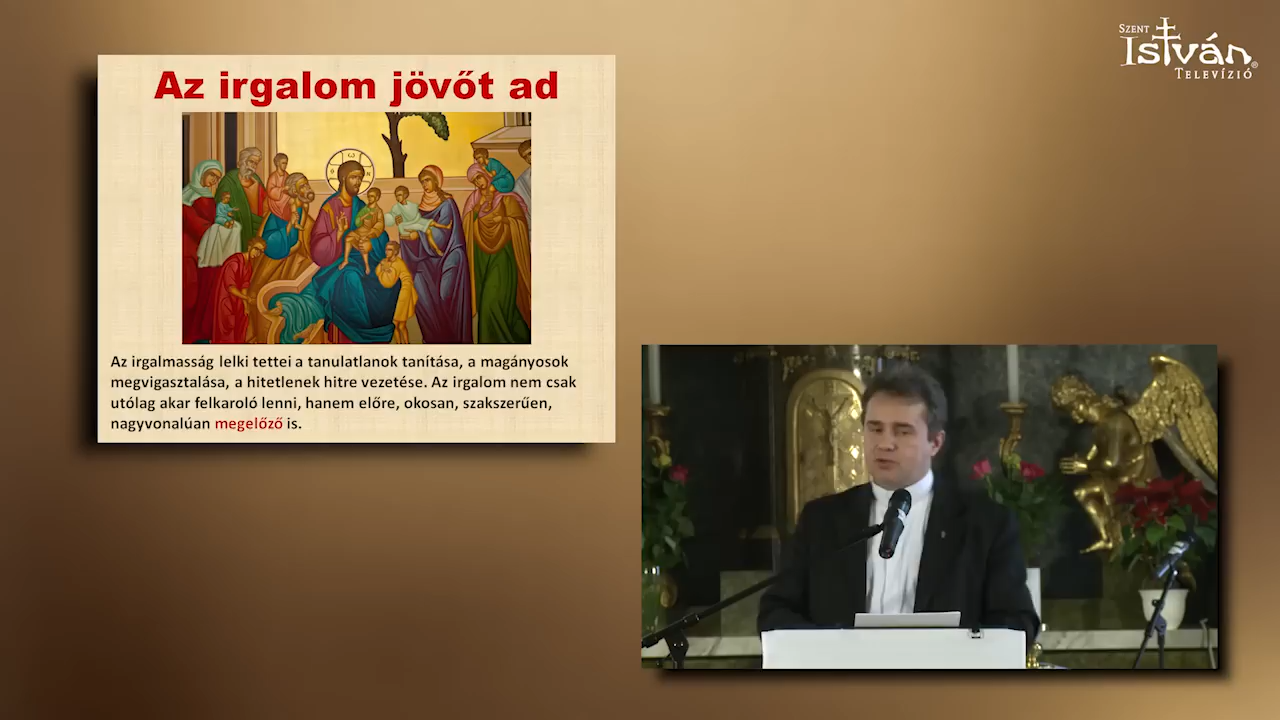 Az irgalom jövőt ad
Az irgalmasság lelki tettei a tanulatlanok tanítása, a magányosok
megvigasztalása, a hitetlenek hitre vezetése. Az irgalom nem csak
utólag akar felkaroló lenni, hanem előre, okosan, szakszerűen,
nagyvonalúan megelőző is.
SZENT
István
TELEVÍZIÓ